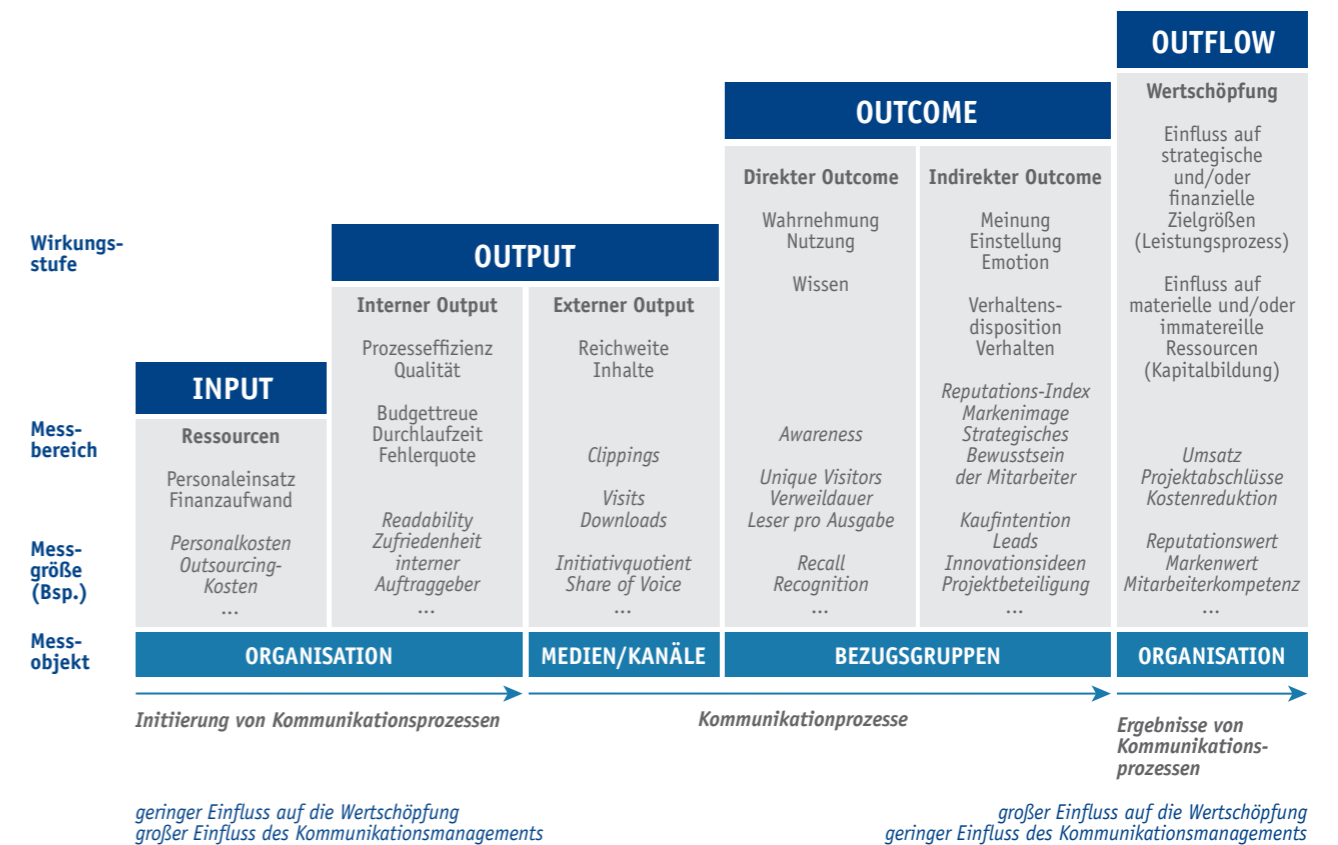 OUTFLOW
Wertschöpfung
Einfluss auf
strategische
und/oder
finanzielle
Zielgrößen
(Leistungsprozess)
Einfluss auf
materielle und/oder
immatereille
Ressourcen
(Kapitalbildung)
Umsatz
Projektabschlüsse
Kostenreduktion
Reputationswert
Markenwert
Mitarbeiterkompetenz
...
OUTCOME
Direkter Outcome
Wahrnehmung
Nutzung
Wissen
Awareness
Unique Visitors
Verweildauer
Leser pro Ausgabe
Recall
Recognition
...
Indirekter Outcome
Meinung
Einstellung
Emotion
Verhaltens-
disposition
Verhalten
Reputations-Index
Markenimage
Strategisches
Bewusstsein
der Mitarbeiter
Kaufintention
Leads
Innovationsideen
Projektbeteiligung
...
Wirkungs-
stufe
OUTPUT
Interner Output
Prozesseffizienz
Qualität
Budgettreue
Durchlaufzeit
Fehlerquote
Readability
Zufriedenheit
interner
Auftraggeber
...
Externer Output
Reichweite
Inhalte
Clippings
Visits
Downloads
Initiativquotient
Share of Voice
...
INPUT
Ressourcen
Personaleinsatz
Finanzaufwand
Personalkosten
Outsourcing-
Kosten
...
Mess-
bereich
Mess-
größe
(Bsp.)
Mess-
objekt
ORGANISATION
MEDIEN/KANÄLE
BEZUGSGRUPPEN
ORGANISATION
Initiierung von Kommunikationsprozessen
Kommunikationprozesse
Ergebnisse von
Kommunikations-
prozessen
geringer Einfluss auf die Wertschöpfung
großer Einfluss des Kommunikationsmanagements
großer Einfluss auf die Wertschöpfung
geringer Einfluss des Kommunikationsmanagements